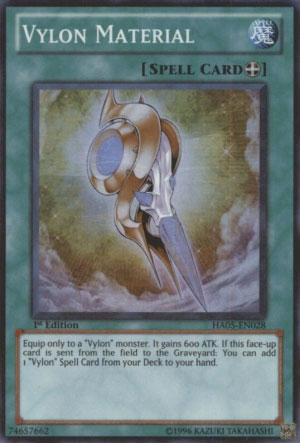 VYLON MATERIAL
魔
[SPELL CARD]
1st Edition
HA05-EN028
Equip only to a "Vylon" monster. It gains 600 ATK. If this face-up
card is sent from the field to the Graveyard: You can add
1 "Vylon" Spell Card from your Deck to your hand.
74657662
©1996 KAZUKI TAKAHASHI